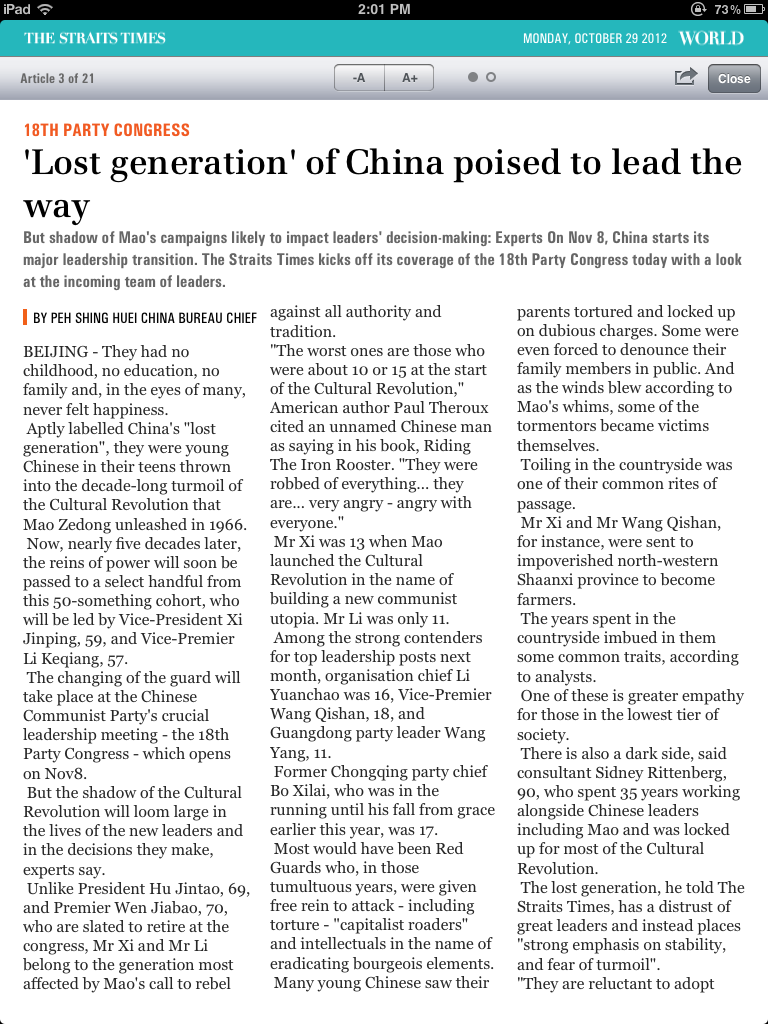 iPad 2:01 PM 73%
THE STRAITS TIMES MONDAY, OCTOBER 29 2012 WORLD
Article 3 of 21 -A A+ Close
18TH PARTY CONGRESS
'Lost generation' of China poised to lead the
way
But shadow of Mao's campaigns likely to impact leaders' decision-making: Experts On Nov 8, China starts its
major leadership transition. The Straits Times kicks off its coverage of the 18th Party Congress today with a look
at the incoming team of leaders.
BY PEH SHING HUEI CHINA BUREAU CHIEF
BEIJING - They had no
childhood, no education, no
family and, in the eyes of many,
never felt happiness.
Aptly labelled China's "lost
generation", they were young
Chinese in their teens thrown
into the decade-long turmoil of
the Cultural Revolution that
Mao Zedong unleashed in 1966.
Now, nearly five decades later,
the reins of power will soon be
passed to a select handful from
this 50-something cohort, who
will be led by Vice-President Xi
Jinping, 59, and Vice-Premier
Li Keqiang, 57.
The changing of the guard will
take place at the Chinese
Communist Party's crucial
leadership meeting - the 18th
Party Congress - which opens
on Nov8.
But the shadow of the Cultural
Revolution will loom large in
the lives of the new leaders and
in the decisions they make,
experts say.
Unlike President Hu Jintao, 69,
and Premier Wen Jiabao, 70,
who are slated to retire at the
congress, Mr Xi and Mr Li
belong to the generation most
affected by Mao's call to rebel
against all authority and
tradition.
"The worst ones are those who
were about 10 or 15 at the start
of the Cultural Revolution,"
American author Paul Theroux
cited an unnamed Chinese man
as saying in his book, Riding
The Iron Rooster. "They were
robbed of everything... they
are... very angry - angry with
everyone."
Mr Xi was 13 when Mao
launched the Cultural
Revolution in the name of
building a new communist
utopia. Mr Li was only 11.
Among the strong contenders
for top leadership posts next
month, organisation chief Li
Yuanchao was 16, Vice-Premier
Wang Qishan, 18, and
Guangdong party leader Wang
Yang, 11.
Former Chongqing party chief
Bo Xilai, who was in the
running until his fall from grace
earlier this year, was 17.
Most would have been Red
Guards who, in those
tumultuous years, were given
free rein to attack - including
torture - "capitalist roaders"
and intellectuals in the name of
eradicating bourgeois elements.
Many young Chinese saw their
parents tortured and locked up
on dubious charges. Some were
even forced to denounce their
family members in public. And
as the winds blew according to
Mao's whims, some of the
tormentors became victims
themselves.
Toiling in the countryside was
one of their common rites of
passage.
Mr Xi and Mr Wang Qishan,
for instance, were sent to
impoverished north-western
Shaanxi province to become
farmers.
The years spent in the
countryside imbued in them
some common traits, according
to analysts.
One of these is greater empathy
for those in the lowest tier of
society.
There is also a dark side, said
consultant Sidney Rittenberg,
90, who spent 35 years working
alongside Chinese leaders
including Mao and was locked
up for most of the Cultural
Revolution.
The lost generation, he told The
Straits Times, has a distrust of
great leaders and instead places
"strong emphasis on stability,
and fear of turmoil".
"They are reluctant to adopt